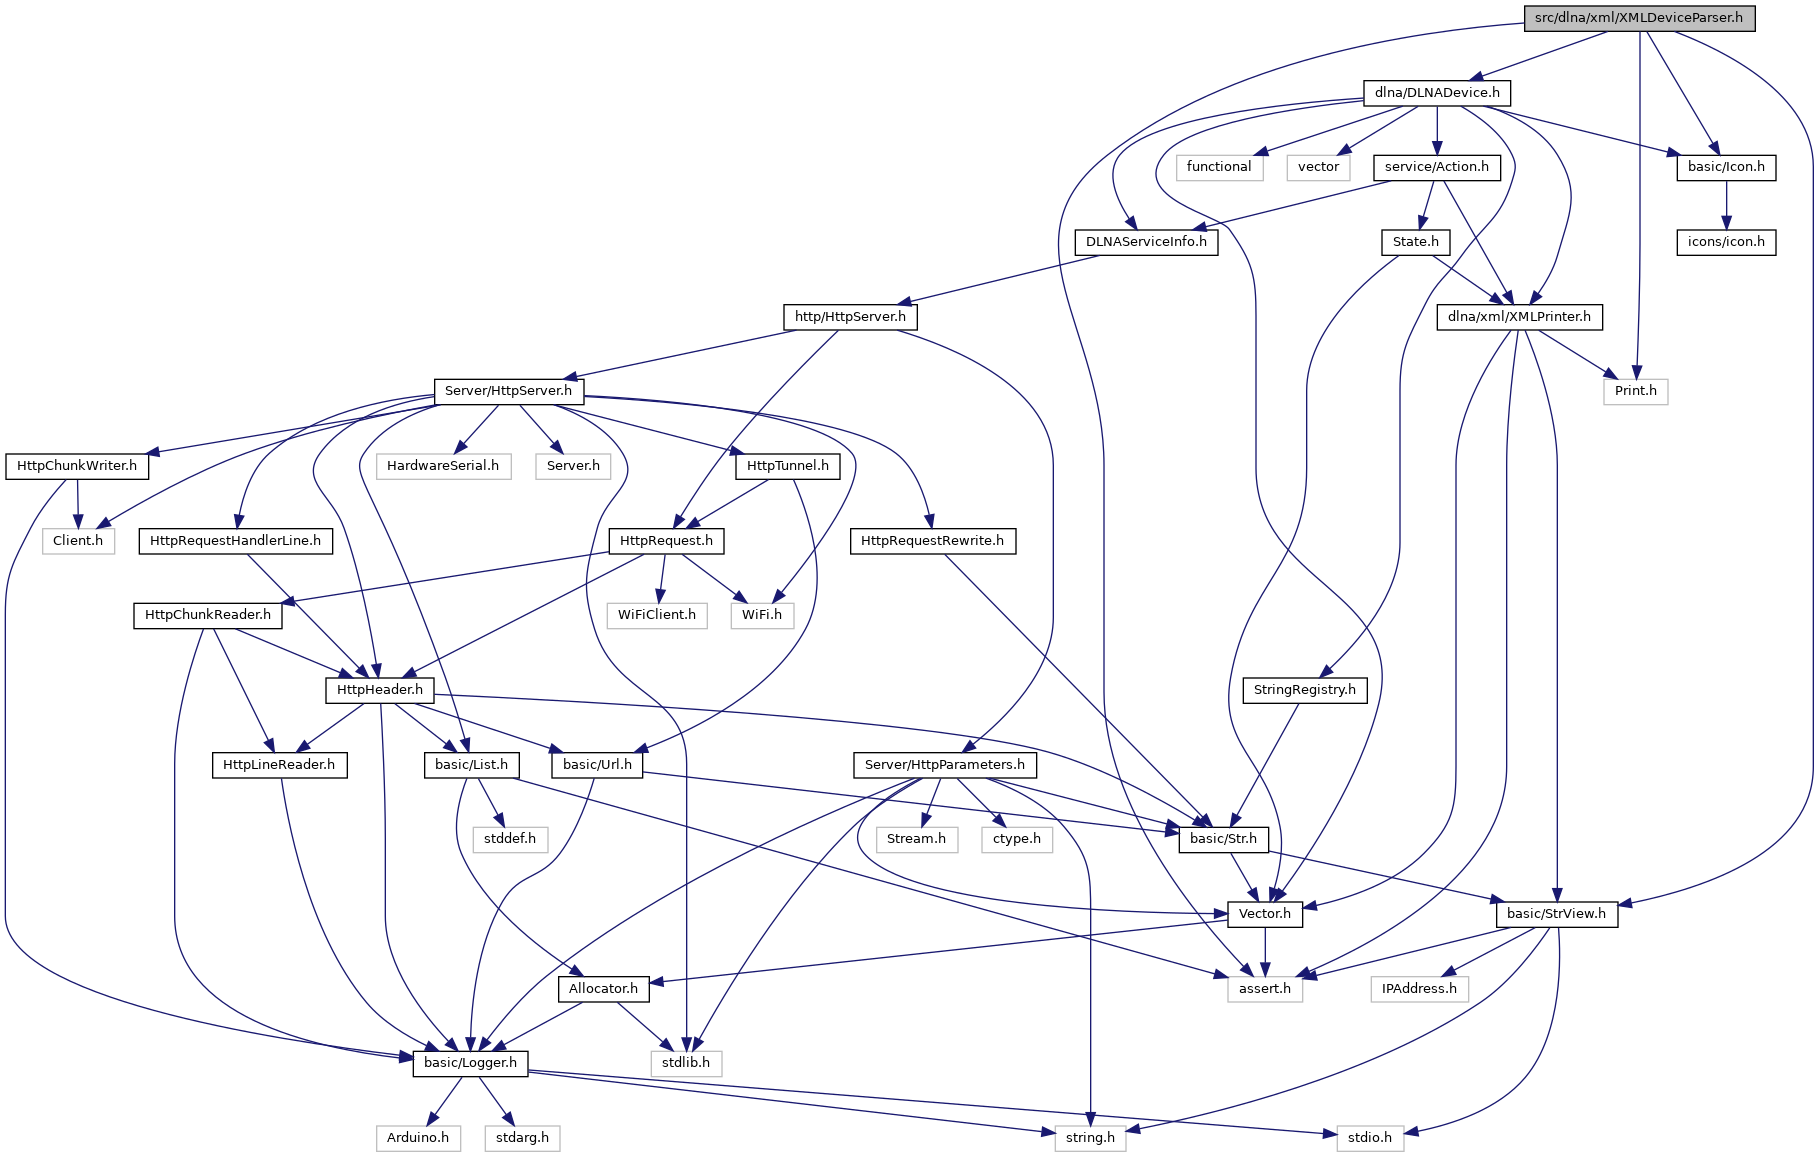 src/dlna/xml/XMLDeviceParser.h
dlna/DLNADevice.h
functional
vector
service/Action.h
basic/Icon.h
DLNAServiceInfo.h
State.h
icons/icon.h
http/HttpServer.h
dlna/xml/XMLPrinter.h
Server/HttpServer.h
Print.h
HttpChunkWriter.h
HardwareSerial.h
Server.h
HttpTunnel.h
Client.h
HttpRequestHandlerLine.h
HttpRequest.h
HttpRequestRewrite.h
HttpChunkReader.h
WiFiClient.h
WiFi.h
HttpHeader.h
StringRegistry.h
HttpLineReader.h
basic/List.h
basic/Url.h
Server/HttpParameters.h
stddef.h
Stream.h
ctype.h
basic/Str.h
Vector.h
basic/StrView.h
Allocator.h
assert.h
IPAddress.h
basic/Logger.h
stdlib.h
Arduino.h
stdarg.h
string.h
stdio.h